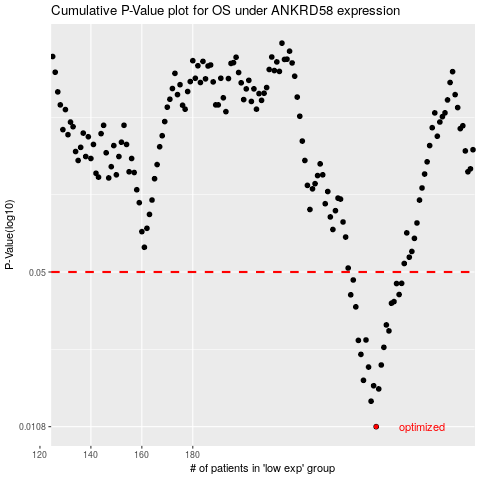 Cumulative P-Value plot for OS under ANKRD58 expression
P-Value(log10)
0.05
0.0108
optimized
120 140 160 180
# of patients in 'low exp' group